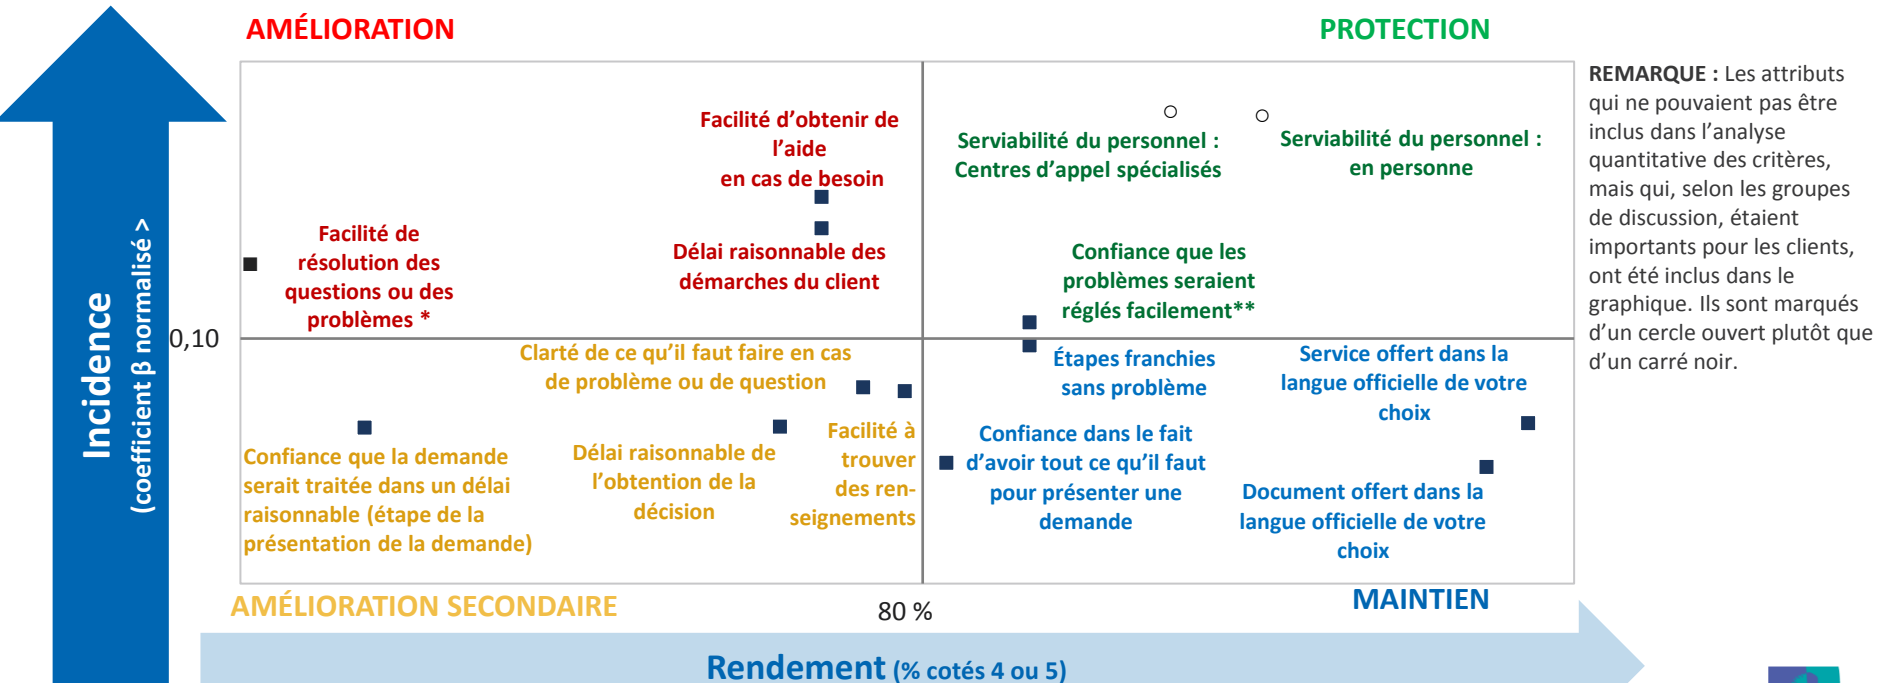 AMÉLIORATION
PROTECTION
Incidence
(coefficient β normalisé >
0,10
Facilité d’obtenir de
l’aide
en cas de besoin
Facilité de
résolution des
questions ou des
problèmes *
Délai raisonnable des
démarches du client
Serviabilité du personnel :
Centres d’appel spécialisés
Serviabilité du personnel :
en personne
Confiance que les
problèmes seraient
réglés facilement**
REMARQUE : Les attributs
qui ne pouvaient pas être
inclus dans l’analyse
quantitative des critères,
mais qui, selon les groupes
de discussion, étaient
importants pour les clients,
ont été inclus dans le
graphique. Ils sont marqués
d’un cercle ouvert plutôt que
d’un carré noir.
Clarté de ce qu’il faut faire en cas
de problème ou de question
Confiance que la demande
serait traitée dans un délai
raisonnable (étape de la
présentation de la demande)
Délai raisonnable de
l’obtention de la
décision
Facilité à
trouver
des ren-
seignements
Étapes franchies
sans problème
Confiance dans le fait
d’avoir tout ce qu’il faut
pour présenter une
demande
Service offert dans la
langue officielle de votre
choix
Document offert dans la
langue officielle de votre
choix
AMÉLIORATION SECONDAIRE
80 %
MAINTIEN
Rendement (% cotés 4 ou 5)